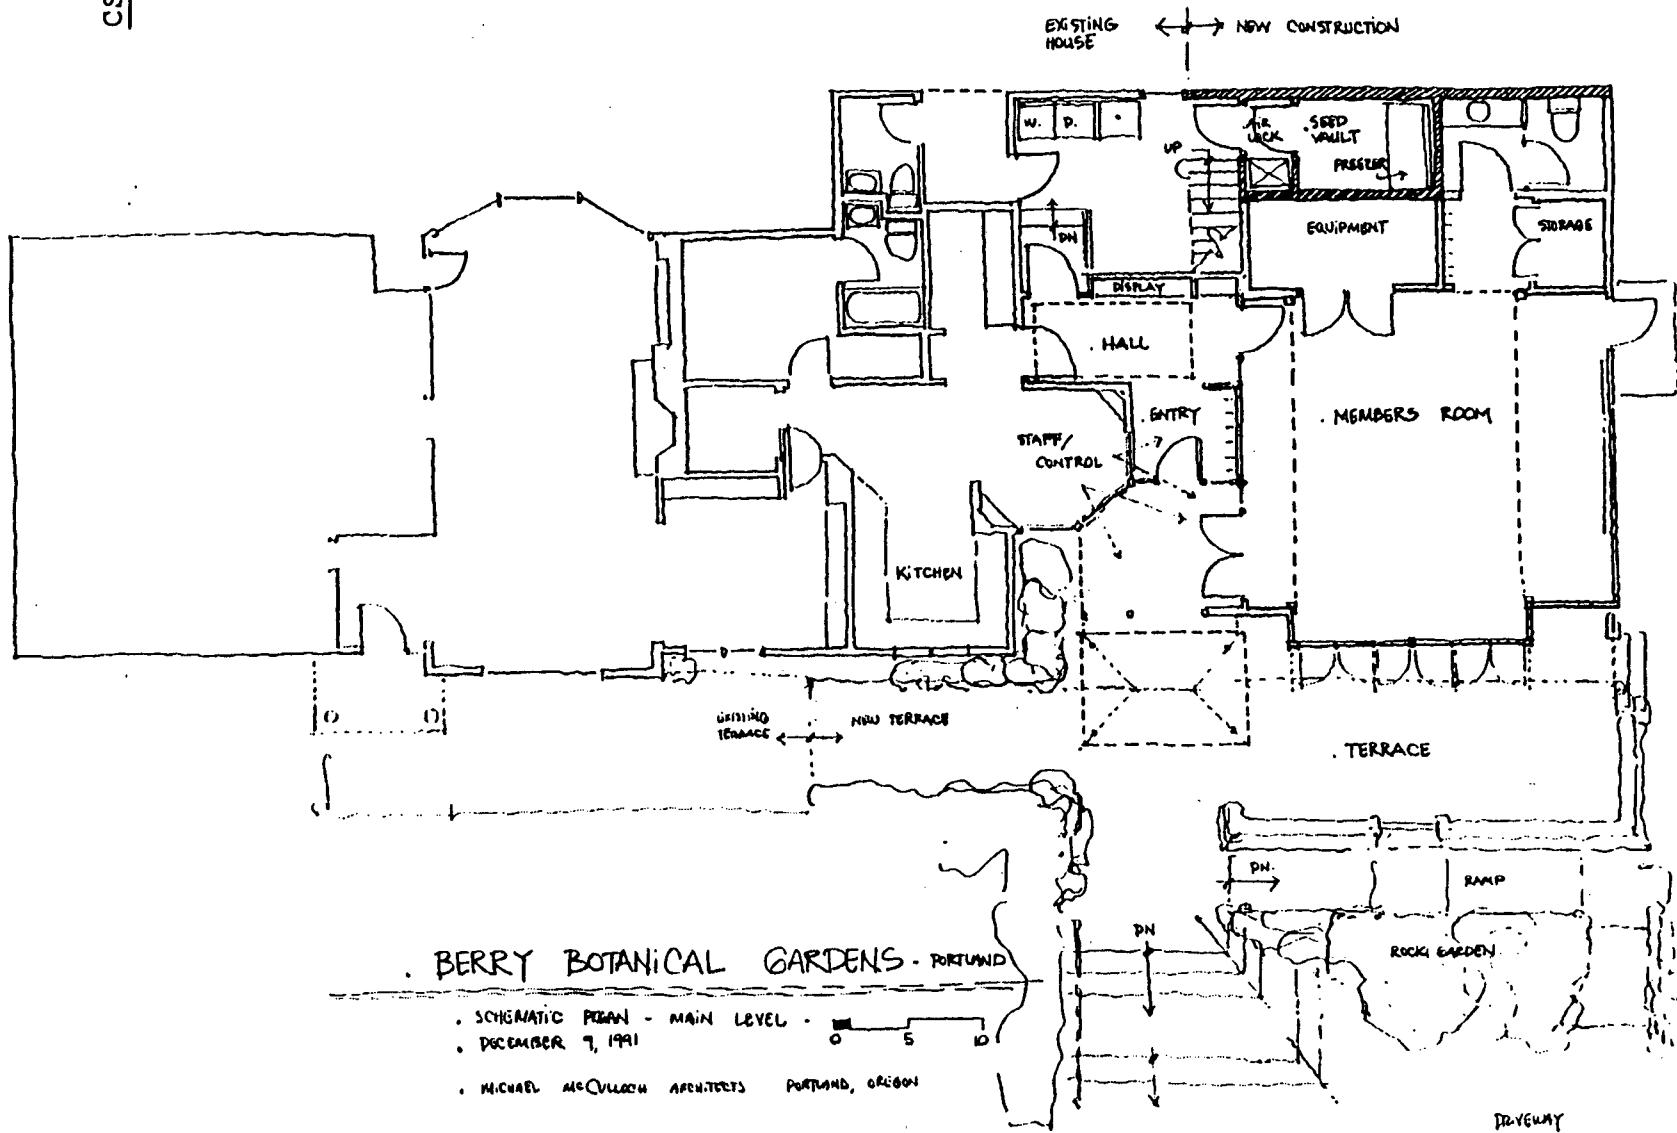 CS
EXISTING
HOUSE
NEW CONSTRUCTION
W. D.
AIR
LOCK
SEED
VAULT
FREEZER
UP
DN
EQUIPMENT
STORAGE
DISPLAY
HALL
ENTRY
MEMBERS ROOM
STAFF/
CONTROL
KITCHEN
EXISTING
TERRACE
NEW TERRACE
TERRACE
DN.
RAMP
DN
ROCK GARDEN
. BERRY BOTANICAL GARDENS - PORTLAND
. SCHEMATIC PLAN - MAIN LEVEL -
0 5 10
. DECEMBER 9, 1991
. MICHAEL McCULLOCH ARCHITECTS PORTLAND, OREGON
DRIVEWAY